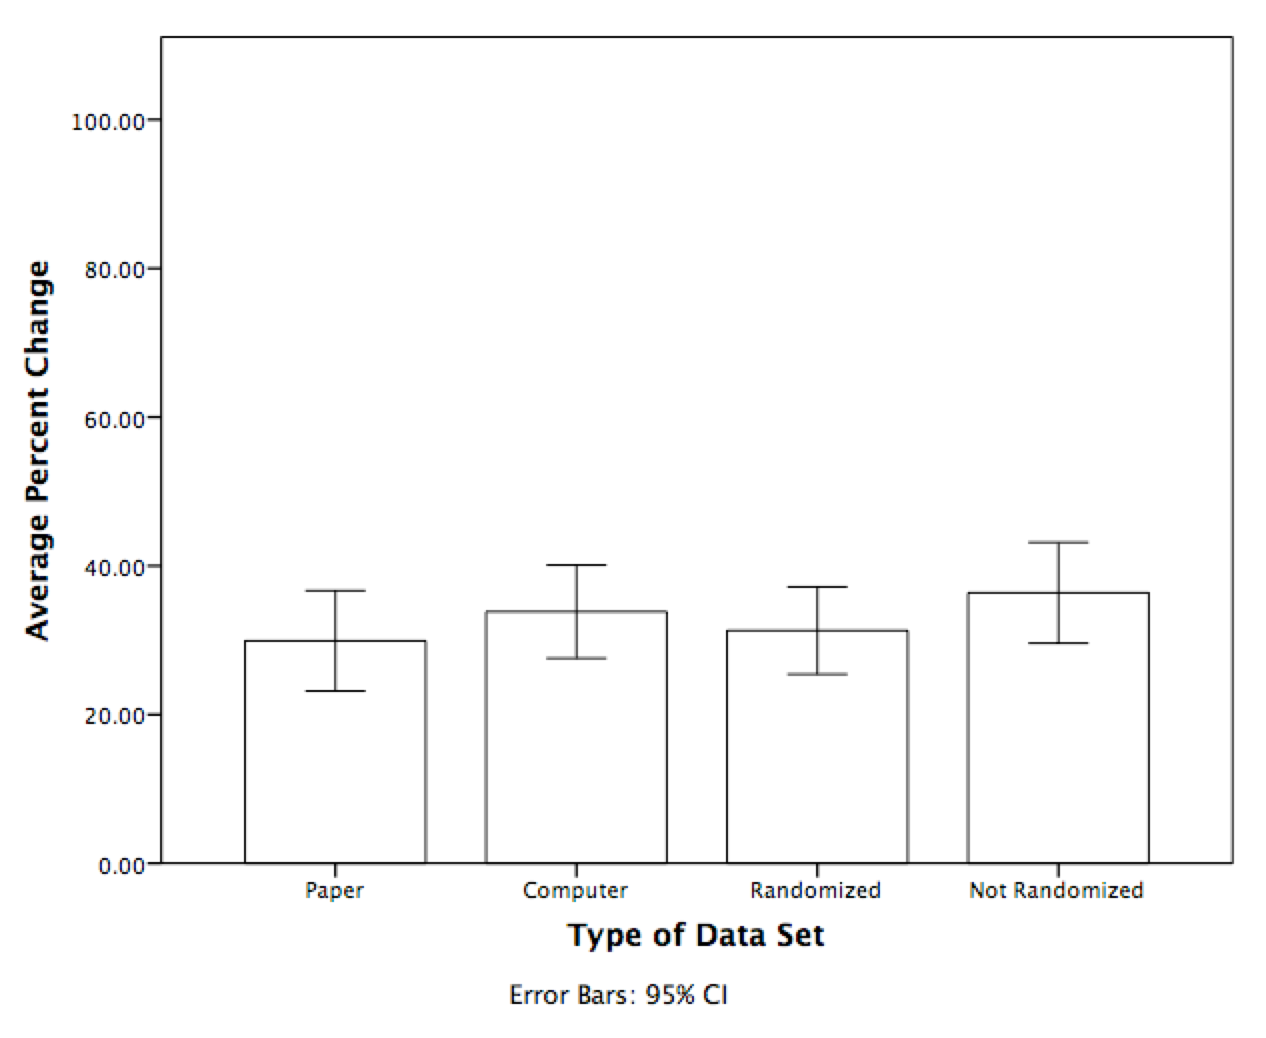 Average Percent Change
100.00
80.00
60.00
40.00
20.00
0.00
Paper
Computer
Randomized
Not Randomized
Type of Data Set
Error Bars: 95% CI